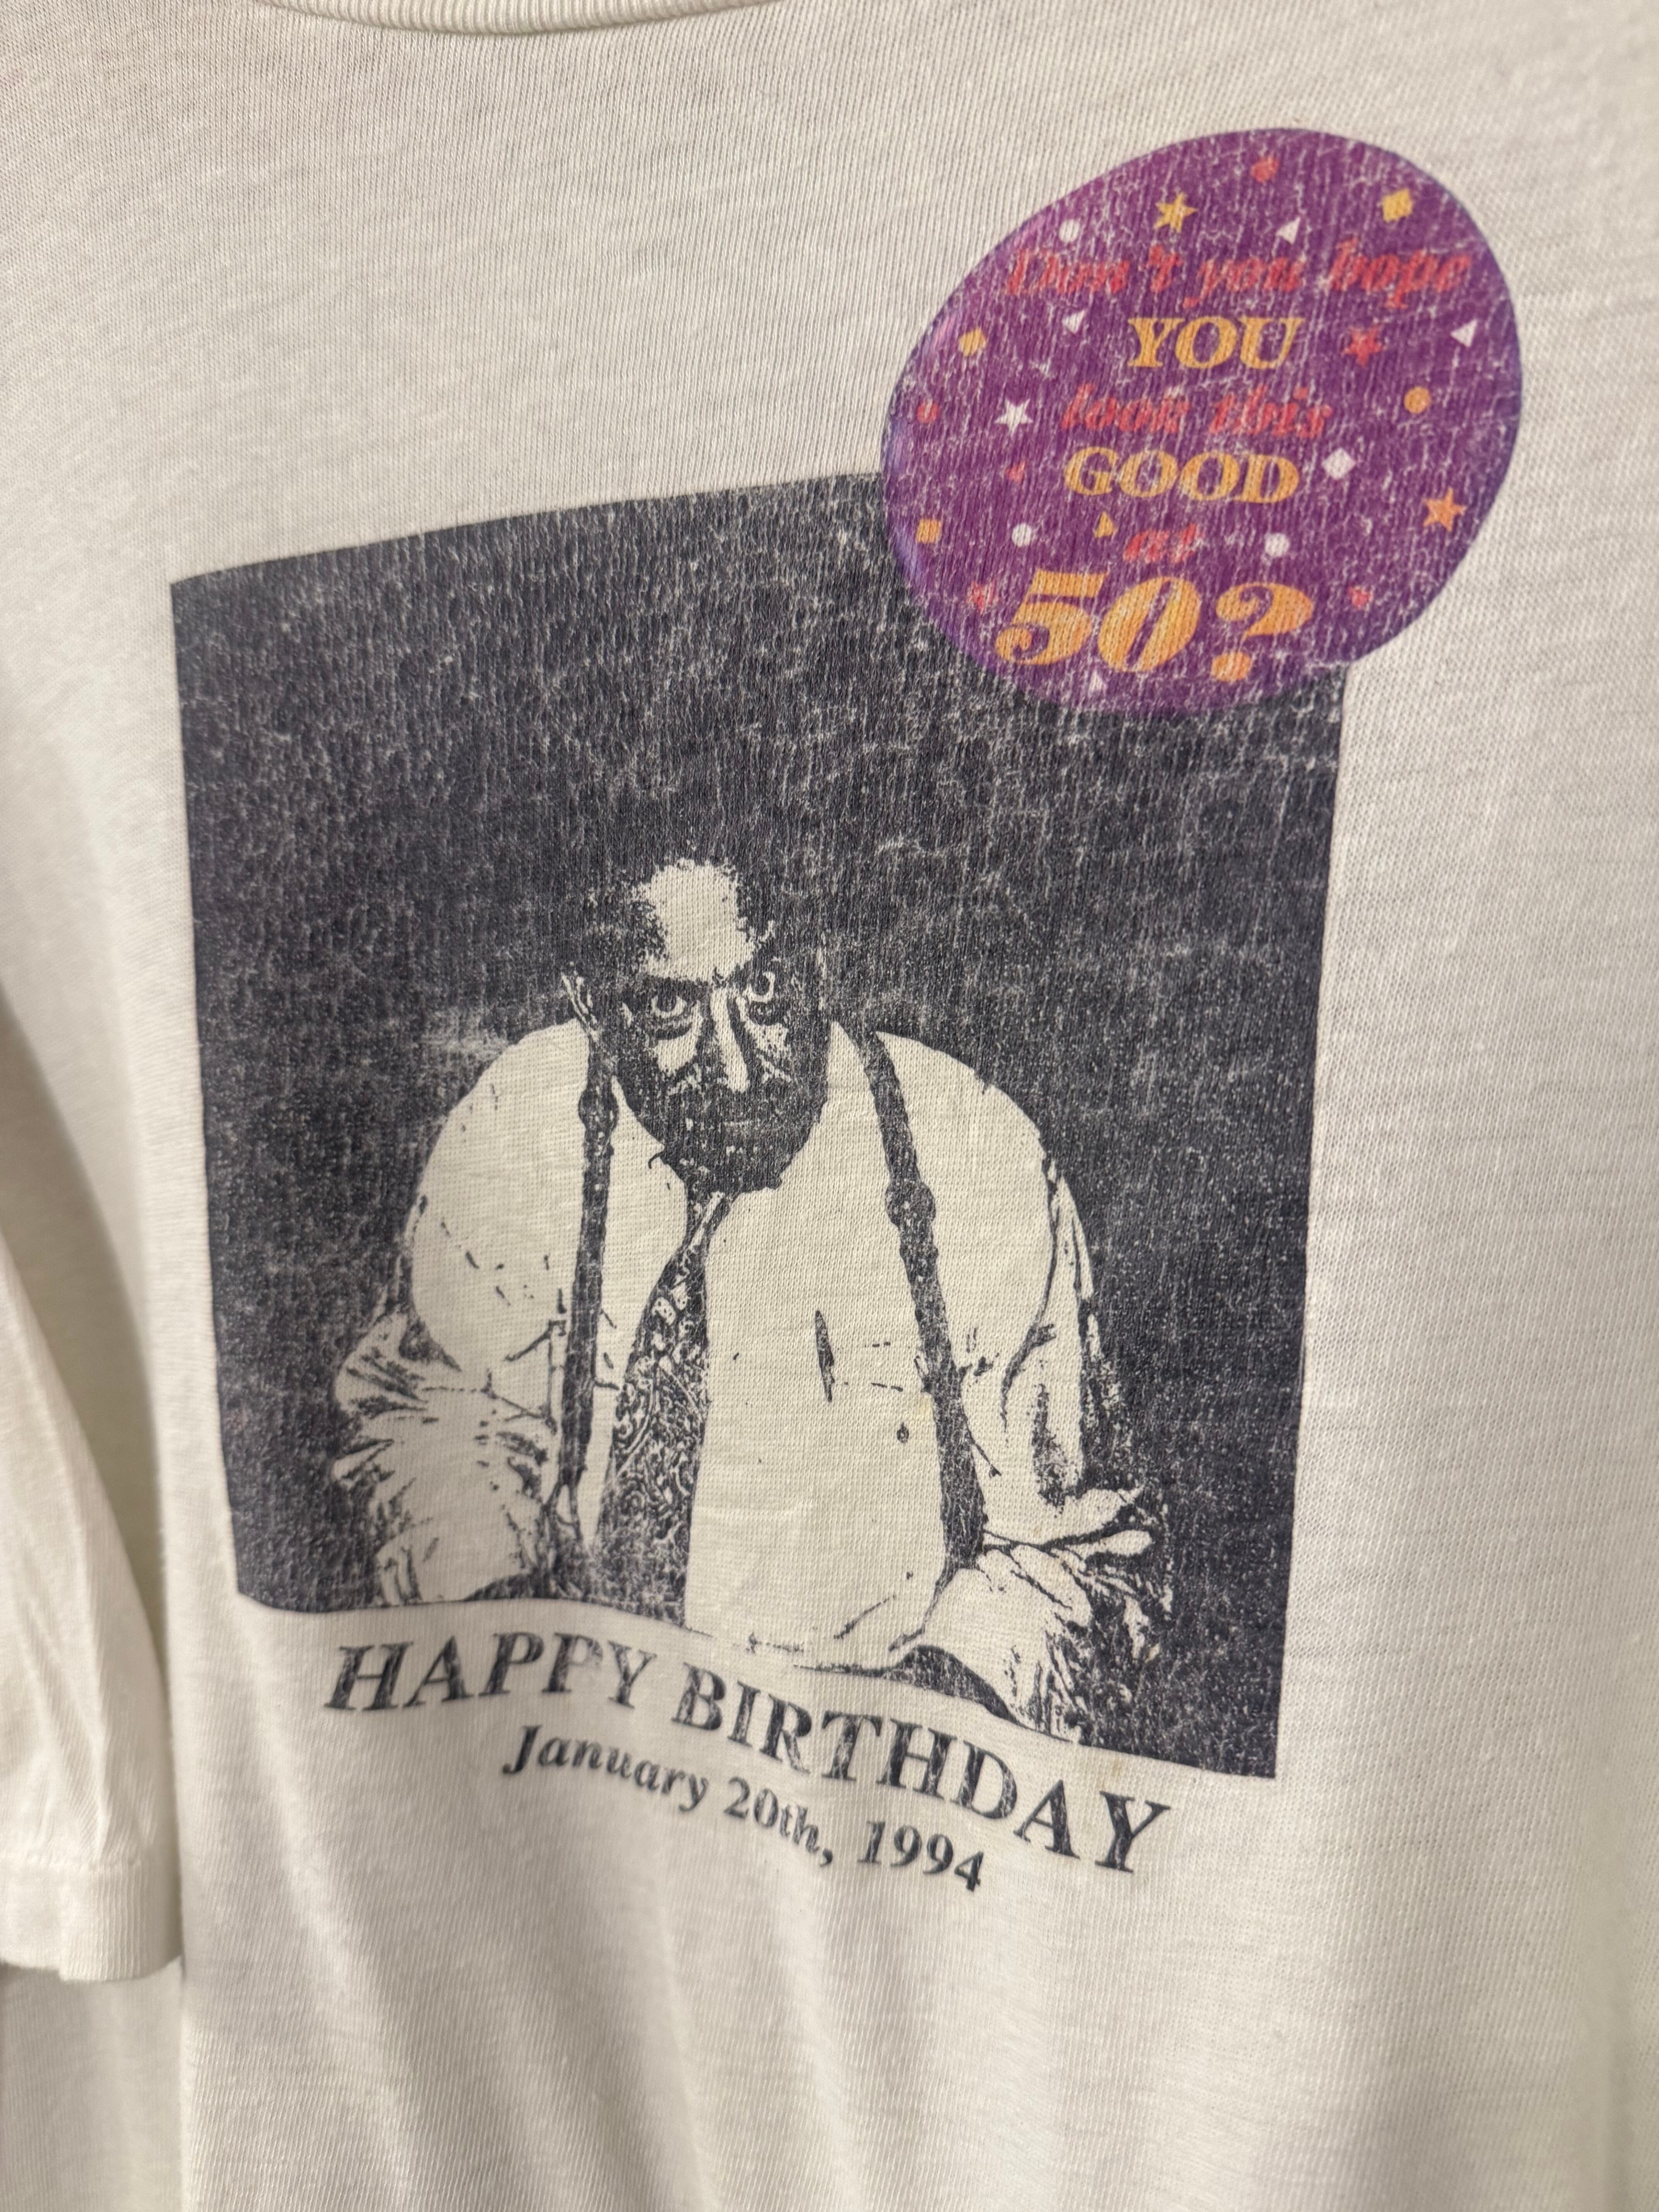 Don't you hope
YOU
look this
GOOD
at
50?
HAPPY BIRTHDAY
January 20th, 1994